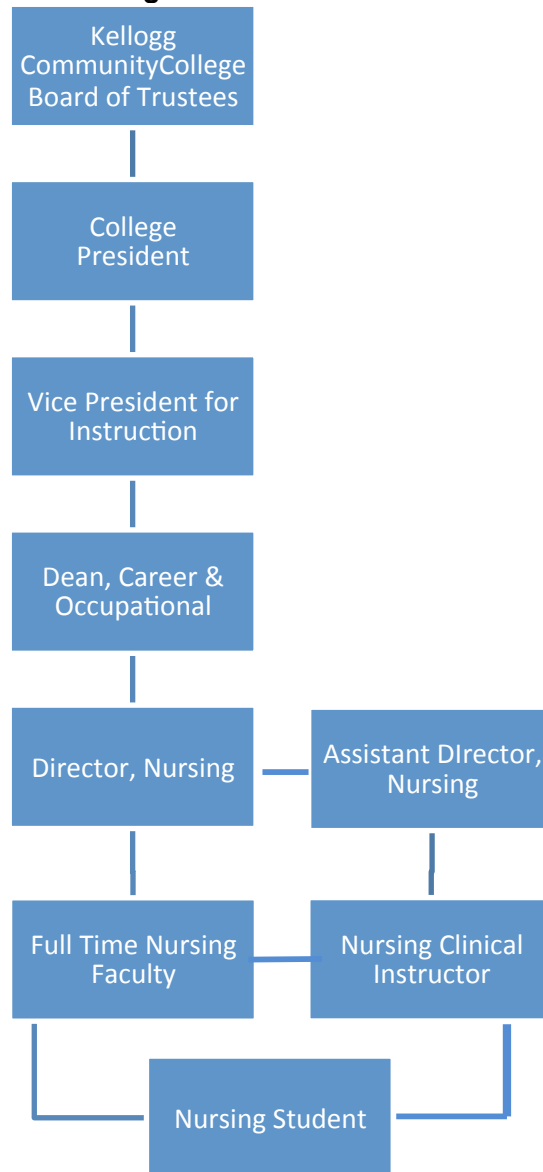 Kellogg
CommunityCollege
Board of Trustees
College
President
Vice President for
Instruction
Dean, Career &
Occupational
Director, Nursing
Assistant DIrector,
Nursing
Full Time Nursing
Faculty
Nursing Clinical
Instructor
Nursing Student